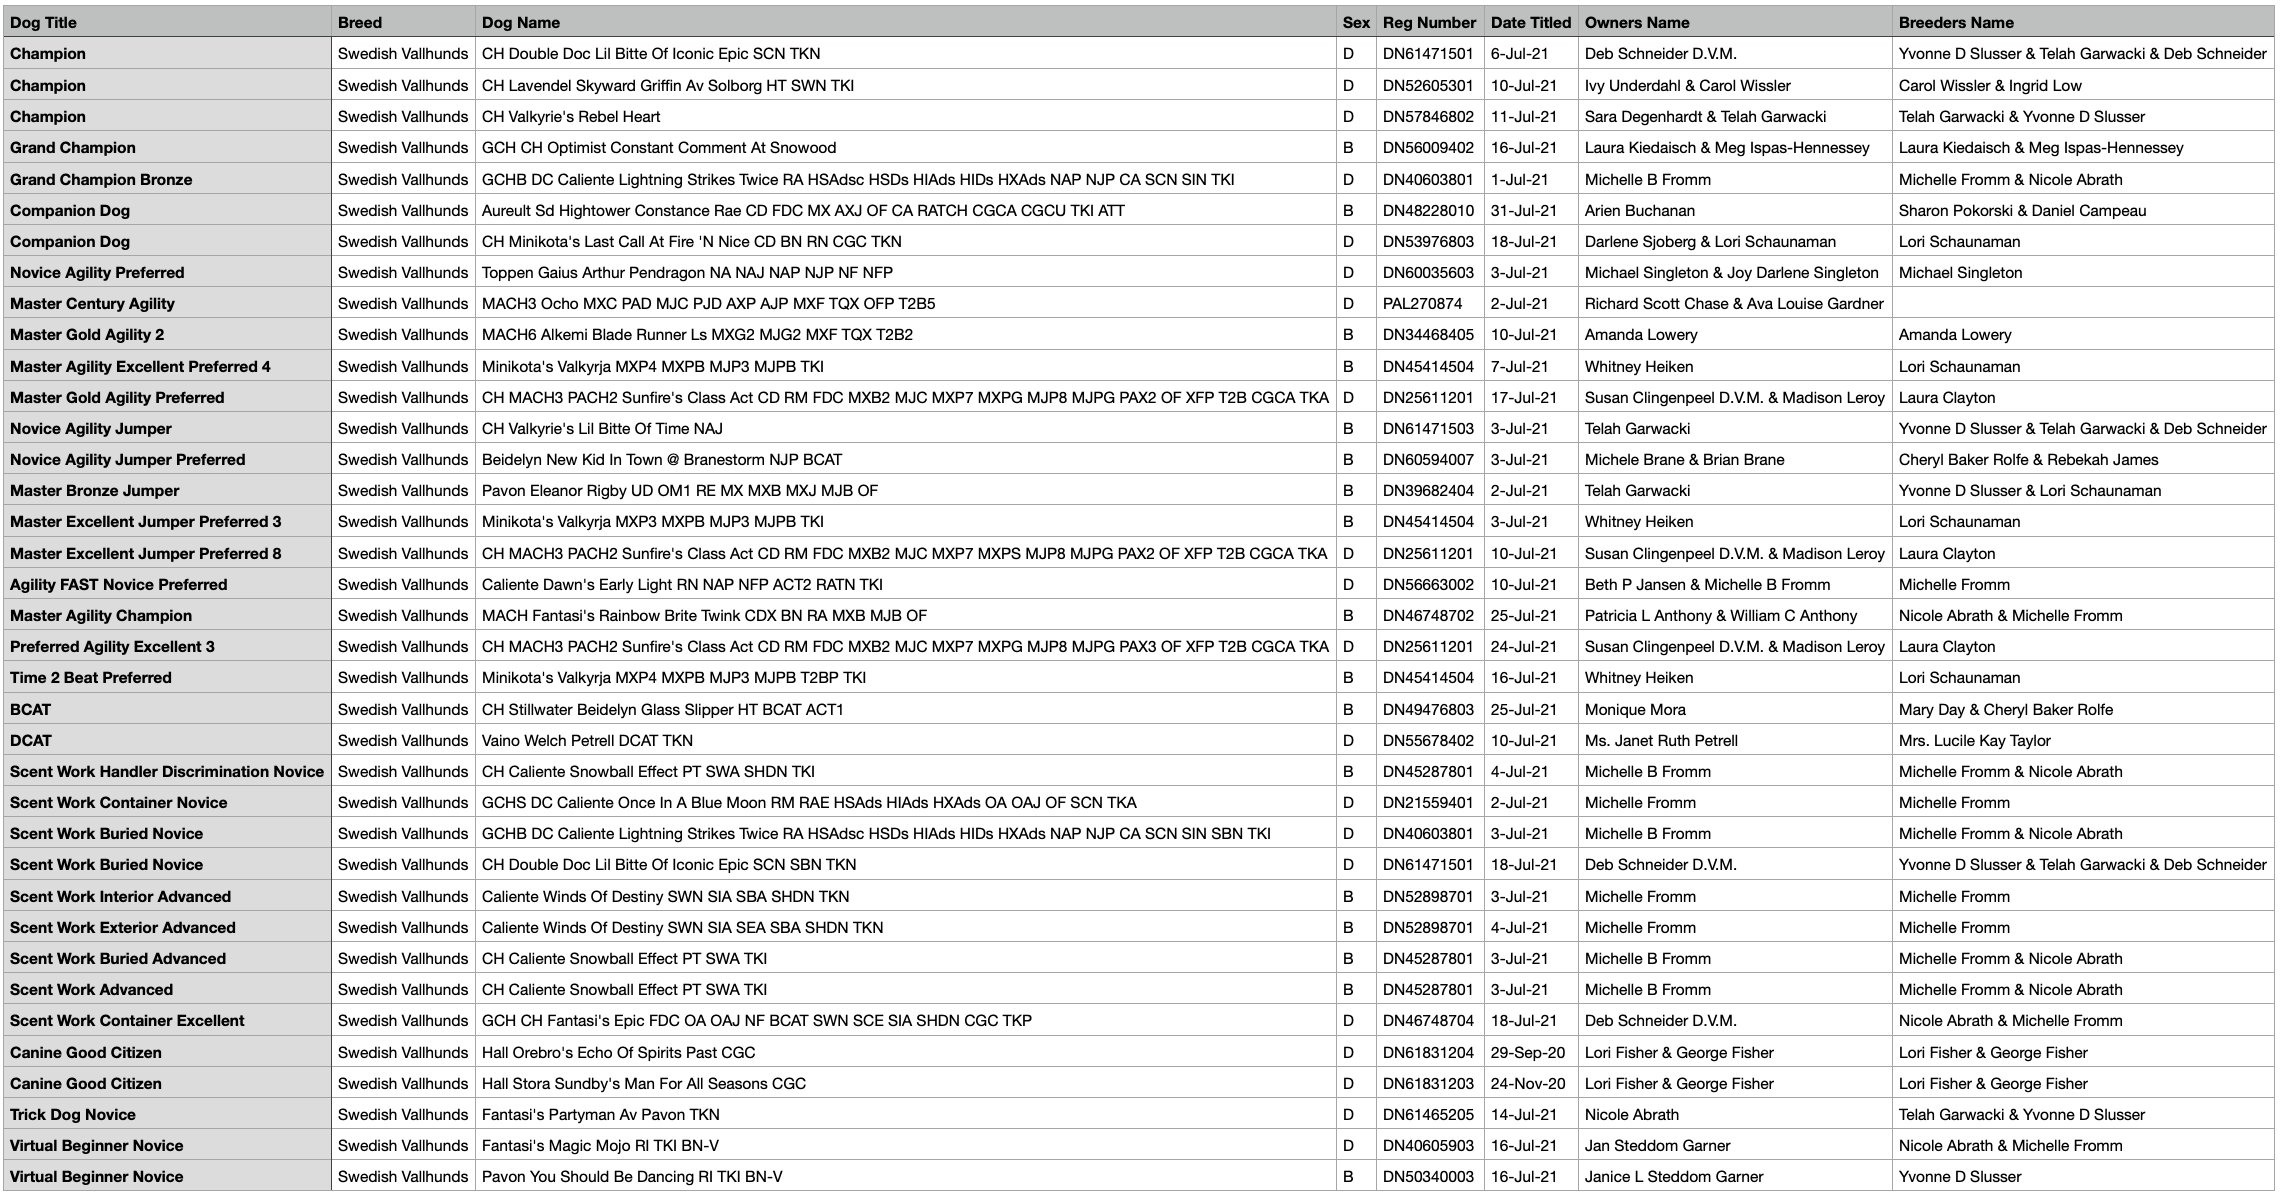 Dog Title Breed Dog Name Sex Reg Number Date Titled Owners Name Breeders Name
Champion Swedish Vallhunds CH Double Doc Lil Bitte Of Iconic Epic SCN TKN D DN61471501 6-Jul-21 Deb Schneider D.V.M. Yvonne D Slusser & Telah Garwacki & Deb Schneider
Champion Swedish Vallhunds CH Lavendel Skyward Griffin Av Solborg HT SWN TKI D DN52605301 10-Jul-21 Ivy Underdahl & Carol Wissler Carol Wissler & Ingrid Low
Champion Swedish Vallhunds CH Valkyrie's Rebel Heart D DN57846802 11-Jul-21 Sara Degenhardt & Telah Garwacki Telah Garwacki & Yvonne D Slusser
Grand Champion Swedish Vallhunds GCH CH Optimist Constant Comment At Snowood B DN56009402 16-Jul-21 Laura Kiedaisch & Meg Ispas-Hennessey Laura Kiedaisch & Meg Ispas-Hennessey
Grand Champion Bronze Swedish Vallhunds GCHB DC Caliente Lightning Strikes Twice RA HSAdsc HSDs HIAds HIDs HXAds NAP NJP CA SCN SIN TKI D DN40603801 1-Jul-21 Michelle B Fromm Michelle Fromm & Nicole Abrath
Companion Dog Swedish Vallhunds Aureult Sd Hightower Constance Rae CD FDC MX AXJ OF CA RATCH CGCA CGCU TKI ATT B DN48228010 31-Jul-21 Arien Buchanan Sharon Pokorski & Daniel Campeau
Companion Dog Swedish Vallhunds CH Minikota's Last Call At Fire 'N Nice CD BN RN CGC TKN D DN53976803 18-Jul-21 Darlene Sjoberg & Lori Schaunaman Lori Schaunaman
Novice Agility Preferred Swedish Vallhunds Toppen Gaius Arthur Pendragon NA NAJ NAP NJP NF NFP D DN60035603 3-Jul-21 Michael Singleton & Joy Darlene Singleton Michael Singleton
Master Century Agility Swedish Vallhunds MACH3 Ocho MXC PAD MJC PJD AXP AJP MXF TQX OFP T2B5 D PAL270874 2-Jul-21 Richard Scott Chase & Ava Louise Gardner
Master Gold Agility 2 Swedish Vallhunds MACH6 Alkemi Blade Runner Ls MXG2 MJG2 MXF TQX T2B2 B DN34468405 10-Jul-21 Amanda Lowery Amanda Lowery
Master Agility Excellent Preferred 4 Swedish Vallhunds Minikota's Valkyrja MXP4 MXPB MJP3 MJPB TKI B DN45414504 7-Jul-21 Whitney Heiken Lori Schaunaman
Master Gold Agility Preferred Swedish Vallhunds CH MACH3 PACH2 Sunfire's Class Act CD RM FDC MXB2 MJC MXP7 MXPG MJP8 MJPG PAX2 OF XFP T2B CGCA TKA D DN25611201 17-Jul-21 Susan Clingenpeel D.V.M. & Madison Leroy Laura Clayton
Novice Agility Jumper Swedish Vallhunds CH Valkyrie's Lil Bitte Of Time NAJ B DN61471503 3-Jul-21 Telah Garwacki Yvonne D Slusser & Telah Garwacki & Deb Schneider
Novice Agility Jumper Preferred Swedish Vallhunds Beidelyn New Kid In Town @ Branestorm NJP BCAT B DN60594007 3-Jul-21 Michele Brane & Brian Brane Cheryl Baker Rolfe & Rebekah James
Master Bronze Jumper Swedish Vallhunds Pavon Eleanor Rigby UD OM1 RE MX MXB MXJ MJB OF B DN39682404 2-Jul-21 Telah Garwacki Yvonne D Slusser & Lori Schaunaman
Master Excellent Jumper Preferred 3 Swedish Vallhunds Minikota's Valkyrja MXP3 MXPB MJP3 MJPB TKI B DN45414504 3-Jul-21 Whitney Heiken Lori Schaunaman
Master Excellent Jumper Preferred 8 Swedish Vallhunds CH MACH3 PACH2 Sunfire's Class Act CD RM FDC MXB2 MJC MXP7 MXPS MJP8 MJPG PAX2 OF XFP T2B CGCA TKA D DN25611201 10-Jul-21 Susan Clingenpeel D.V.M. & Madison Leroy Laura Clayton
Agility FAST Novice Preferred Swedish Vallhunds Caliente Dawn's Early Light RN NAP NFP ACT2 RATN TKI D DN56663002 10-Jul-21 Beth P Jansen & Michelle B Fromm Michelle Fromm
Master Agility Champion Swedish Vallhunds MACH Fantasi's Rainbow Brite Twink CDX BN RA MXB MJB OF B DN46748702 25-Jul-21 Patricia L Anthony & William C Anthony Nicole Abrath & Michelle Fromm
Preferred Agility Excellent 3 Swedish Vallhunds CH MACH3 PACH2 Sunfire's Class Act CD RM FDC MXB2 MJC MXP7 MXPG MJP8 MJPG PAX3 OF XFP T2B CGCA TKA D DN25611201 24-Jul-21 Susan Clingenpeel D.V.M. & Madison Leroy Laura Clayton
Time 2 Beat Preferred Swedish Vallhunds Minikota's Valkyrja MXP4 MXPB MJP3 MJPB T2BP TKI B DN45414504 16-Jul-21 Whitney Heiken Lori Schaunaman
BCAT Swedish Vallhunds CH Stillwater Beidelyn Glass Slipper HT BCAT ACT1 B DN49476803 25-Jul-21 Monique Mora Mary Day & Cheryl Baker Rolfe
DCAT Swedish Vallhunds Vaino Welch Petrell DCAT TKN D DN55678402 10-Jul-21 Ms. Janet Ruth Petrell Mrs. Lucile Kay Taylor
Scent Work Handler Discrimination Novice Swedish Vallhunds CH Caliente Snowball Effect PT SWA SHDN TKI B DN45287801 4-Jul-21 Michelle B Fromm Michelle Fromm & Nicole Abrath
Scent Work Container Novice Swedish Vallhunds GCHS DC Caliente Once In A Blue Moon RM RAE HSAds HIAds HXAds OA OAJ OF SCN TKA D DN21559401 2-Jul-21 Michelle Fromm Michelle Fromm
Scent Work Buried Novice Swedish Vallhunds GCHB DC Caliente Lightning Strikes Twice RA HSAdsc HSDs HIAds HIDs HXAds NAP NJP CA SCN SIN SBN TKI D DN40603801 3-Jul-21 Michelle B Fromm Michelle Fromm & Nicole Abrath
Scent Work Buried Novice Swedish Vallhunds CH Double Doc Lil Bitte Of Iconic Epic SCN SBN TKN D DN61471501 18-Jul-21 Deb Schneider D.V.M. Yvonne D Slusser & Telah Garwacki & Deb Schneider
Scent Work Interior Advanced Swedish Vallhunds Caliente Winds Of Destiny SWN SIA SBA SHDN TKN B DN52898701 3-Jul-21 Michelle Fromm Michelle Fromm
Scent Work Exterior Advanced Swedish Vallhunds Caliente Winds Of Destiny SWN SIA SEA SBA SHDN TKN B DN52898701 4-Jul-21 Michelle Fromm Michelle Fromm
Scent Work Buried Advanced Swedish Vallhunds CH Caliente Snowball Effect PT SWA TKI B DN45287801 3-Jul-21 Michelle B Fromm Michelle Fromm & Nicole Abrath
Scent Work Advanced Swedish Vallhunds CH Caliente Snowball Effect PT SWA TKI B DN45287801 3-Jul-21 Michelle B Fromm Michelle Fromm & Nicole Abrath
Scent Work Container Excellent Swedish Vallhunds GCH CH Fantasi's Epic FDC OA OAJ NF BCAT SWN SCE SIA SHDN CGC TKP D DN46748704 18-Jul-21 Deb Schneider D.V.M. Nicole Abrath & Michelle Fromm
Canine Good Citizen Swedish Vallhunds Hall Orebro's Echo Of Spirits Past CGC D DN61831204 29-Sep-20 Lori Fisher & George Fisher Lori Fisher & George Fisher
Canine Good Citizen Swedish Vallhunds Hall Stora Sundby's Man For All Seasons CGC D DN61831203 24-Nov-20 Lori Fisher & George Fisher Lori Fisher & George Fisher
Trick Dog Novice Swedish Vallhunds Fantasi's Partyman Av Pavon TKN D DN61465205 14-Jul-21 Nicole Abrath Telah Garwacki & Yvonne D Slusser
Virtual Beginner Novice Swedish Vallhunds Fantasi's Magic Mojo RI TKI BN-V D DN40605903 16-Jul-21 Jan Steddom Garner Nicole Abrath & Michelle Fromm
Virtual Beginner Novice Swedish Vallhunds Pavon You Should Be Dancing RI TKI BN-V B DN50340003 16-Jul-21 Janice L Steddom Garner Yvonne D Slusser